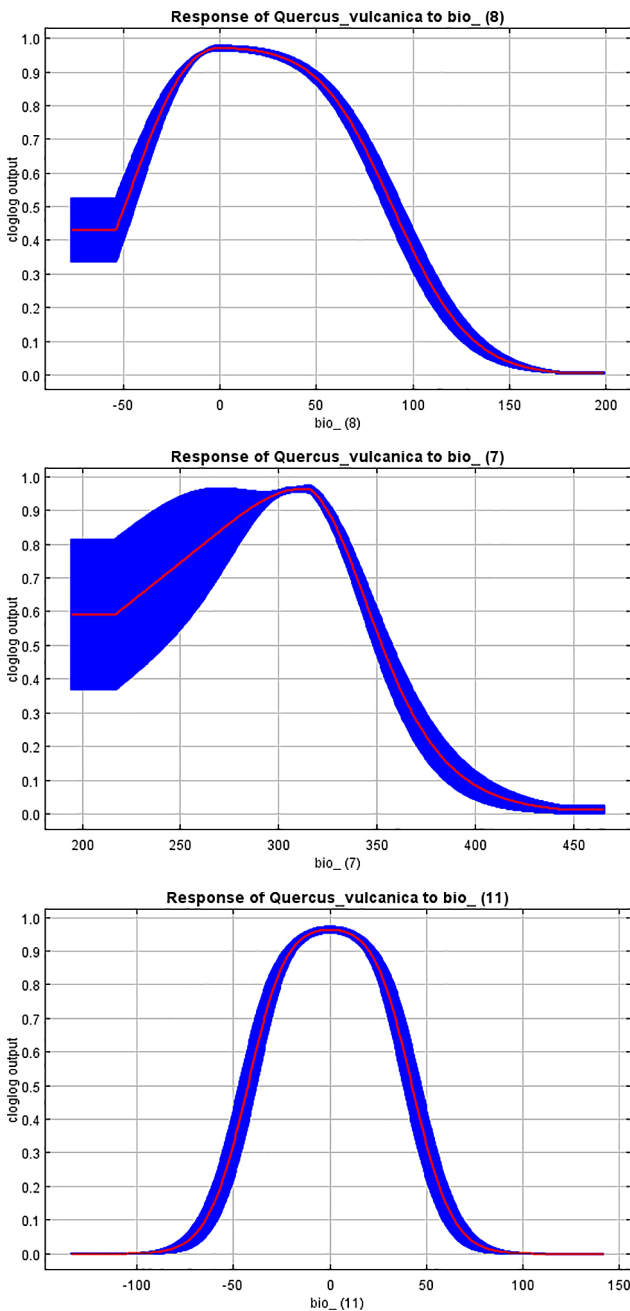 Response of Quercus_vulcanica to bio_ (8)
cloglog output
1.0
0.9
0.8
0.7
0.6
0.5
0.4
0.3
0.2
0.1
0.0
-50 0 50 100 150 200
bio_ (8)
Response of Quercus_vulcanica to bio_ (7)
cloglog output
1.0
0.9
0.8
0.7
0.6
0.5
0.4
0.3
0.2
0.1
0.0
200 250 300 350 400 450
bio_ (7)
Response of Quercus_vulcanica to bio_ (11)
cloglog output
1.0
0.9
0.8
0.7
0.6
0.5
0.4
0.3
0.2
0.1
0.0
-100 -50 0 50 100 150
bio_ (11)